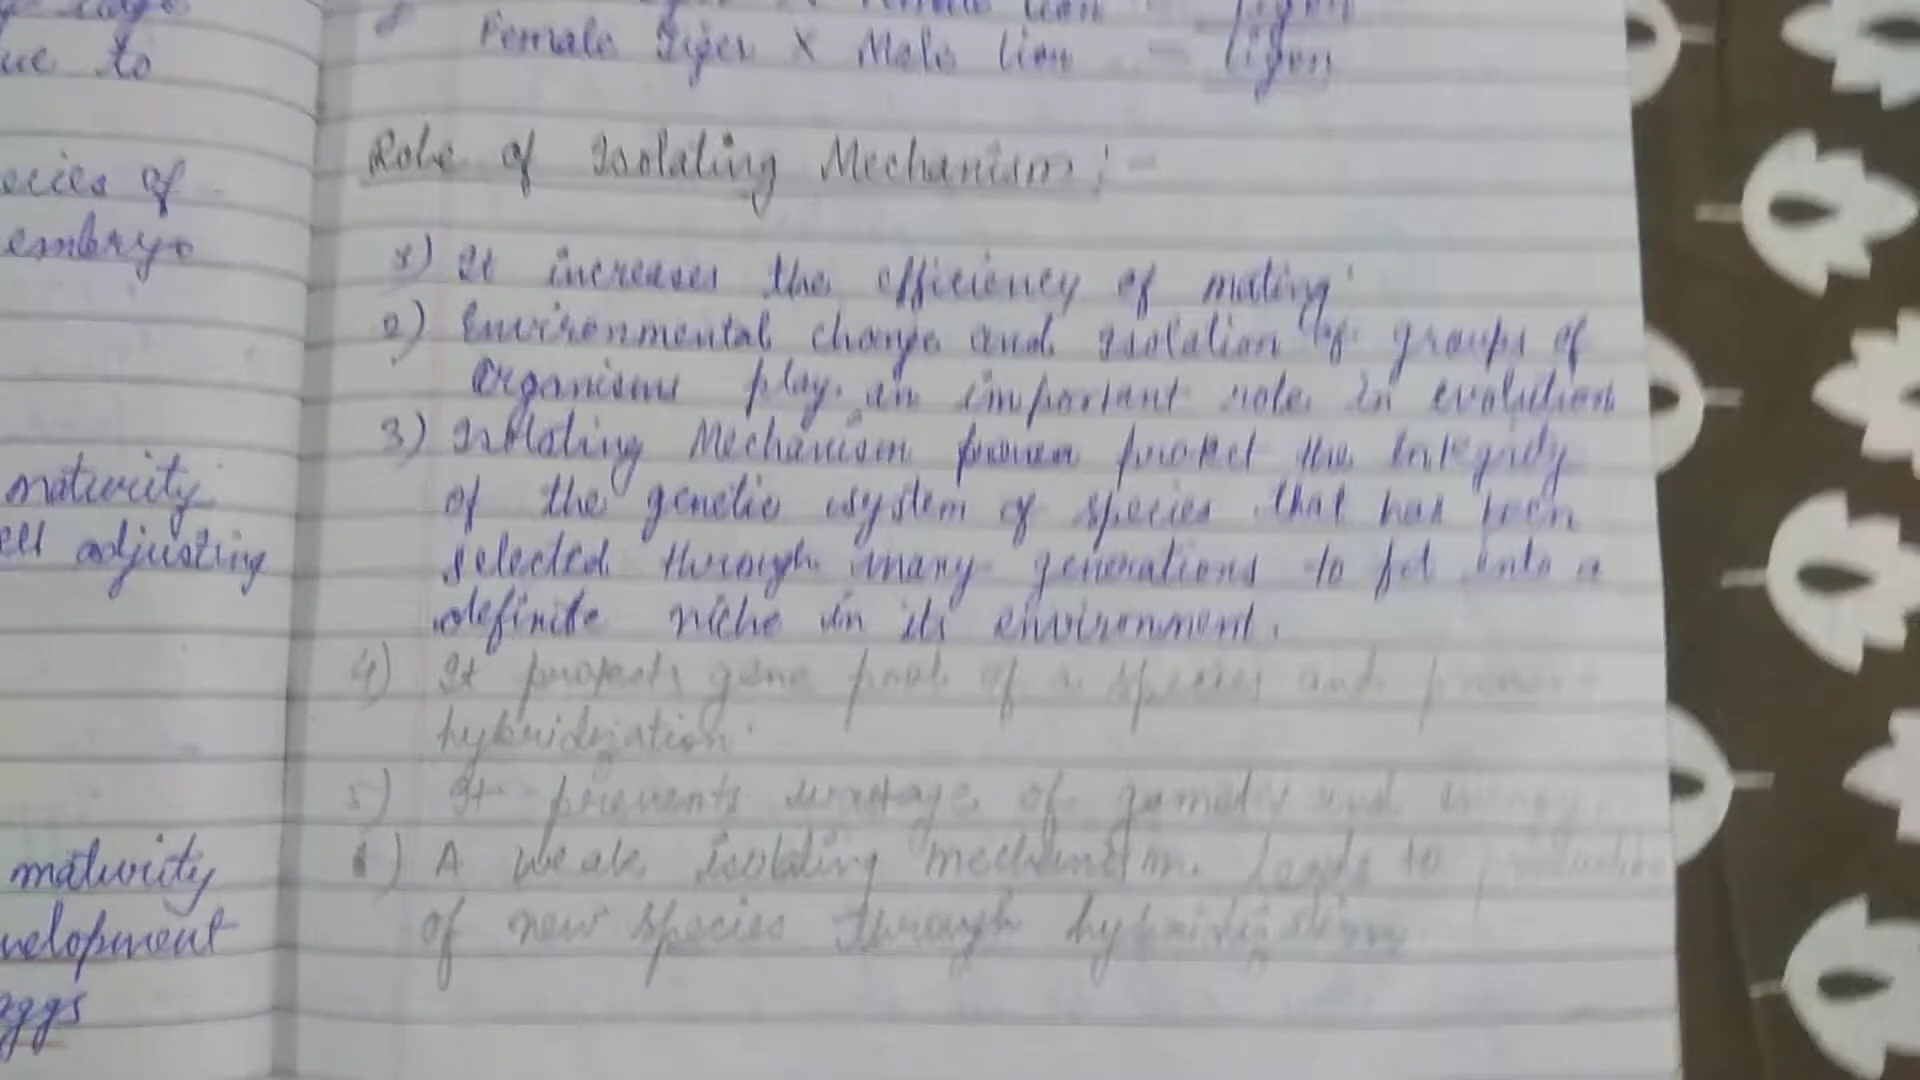 ue to
ecies of
embryo
maturity
ell adjusting
maturity
velopment
eggs
Female Tiger X Male lion = ligon
Role of Isolating Mechanism:-
1) It increases the efficiency of mating
2) Environmental change and isolation of groups of
Organisms play an important role in evolution
3) Isolating Mechanism protect the integrity
of the genetic system of species that has been
selected through many generations to fit into a
definite niche in its environment.
4) It protects gene pool of a species and
hybridization.
5) It prevents wastage of gametes and energy.
6) A weak isolating mechanism leads to production
of new species through hybridization